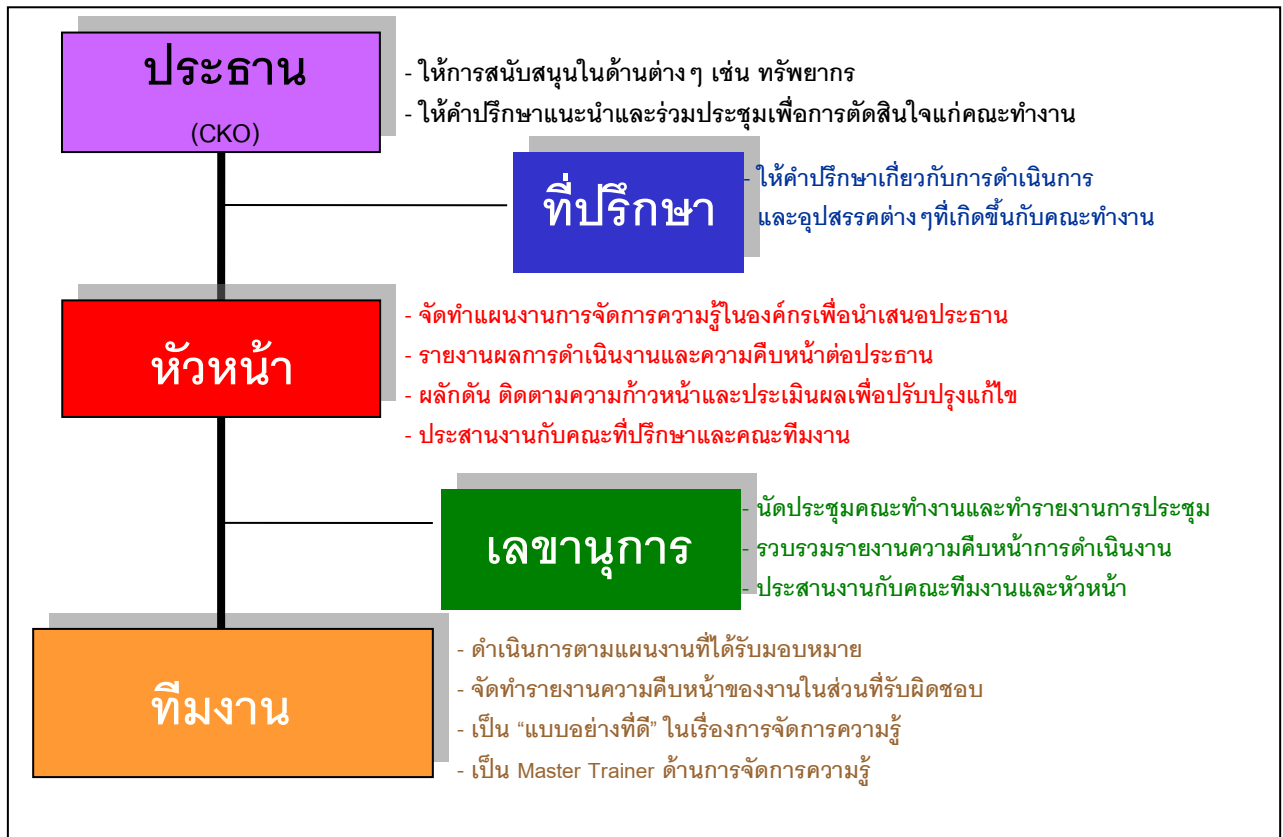 ประธาน
(CKO)
- ให้การสนับสนุนในด้านต่าง ๆ เช่น ทรัพยากร
- ให้คำปรึกษาแนะนำและร่วมประชุมเพื่อการตัดสินใจแก่คณะทำงาน
ที่ปรึกษา
- ให้คำปรึกษาเกี่ยวกับการดำเนินการ
และอุปสรรคต่าง ๆที่เกิดขึ้นกับคณะทำงาน
หัวหน้า
- จัดทำแผนงานการจัดการความรู้ในองค์กรเพื่อนำเสนอประธาน
- รายงานผลการดำเนินงานและความคืบหน้าต่อประธาน
- ผลักดัน ติดตามความก้าวหน้าและประเมินผลเพื่อปรับปรุงแก้ไข
- ประสานงานกับคณะที่ปรึกษาและคณะทีมงาน
เลขานุการ
- นัดประชุมคณะทำงานและทำรายงานการประชุม
- รวบรวมรายงานความคืบหน้าการดำเนินงาน
- ประสานงานกับคณะทีมงานและหัวหน้า
ทีมงาน
- ดำเนินการตามแผนงานที่ได้รับมอบหมาย
- จัดทำรายงานความคืบหน้าของงานในส่วนที่รับผิดชอบ
- เป็น “แบบอย่างที่ดี” ในเรื่องการจัดการความรู้
- เป็น Master Trainer ด้านการจัดการความรู้